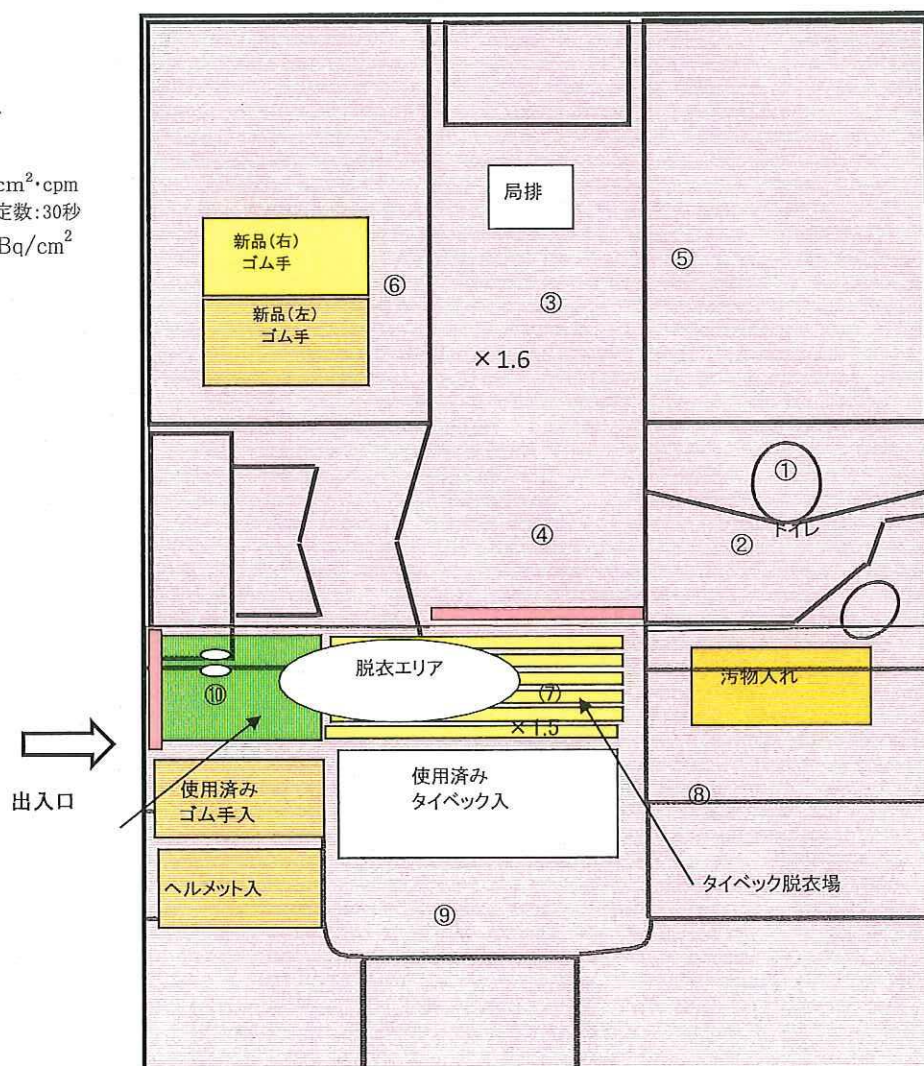 cm²・cpm
定数:30秒
Bq/cm²
局排
新品(右)
ゴム手
⑤
⑥
③
新品(左)
ゴム手
×1.6
①
④
②
トイレ
脱衣エリア
⑩
⑦
汚物入れ
×1.5
出入口
使用済み
ゴム手入
使用済み
タイベック入
⑧
ヘルメット入
タイベック脱衣場
⑨